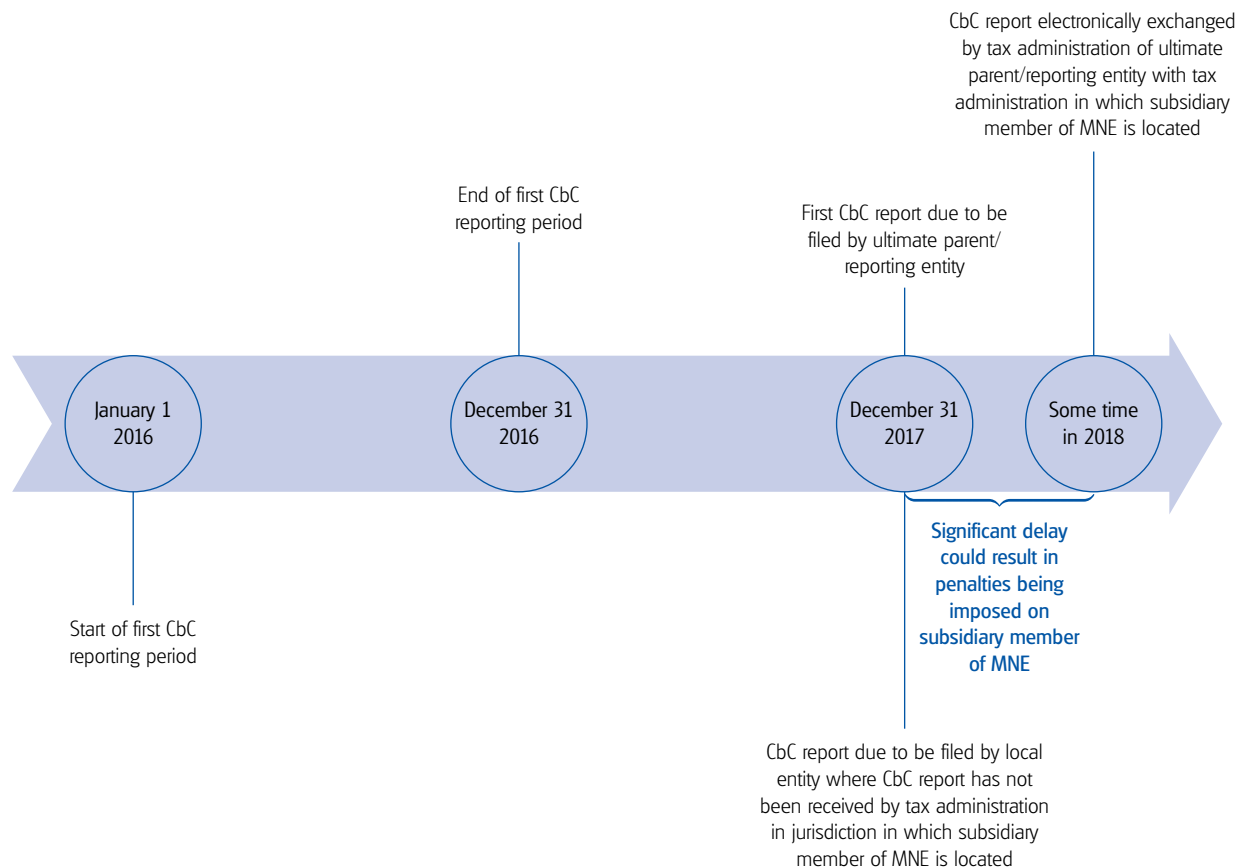 CbC report electronically exchanged
by tax administration of ultimate
parent/reporting entity with tax
administration in which subsidiary
member of MNE is located
End of first CbC
reporting period
First CbC report due to be
filed by ultimate parent/
reporting entity
January 1
2016
December 31
2016
December 31
2017
Some time
in 2018
Significant delay
could result in
penalties being
imposed on
subsidiary member
of MNE
Start of first CbC
reporting period
CbC report due to be filed by local
entity where CbC report has not
been received by tax administration
in jurisdiction in which subsidiary
member of MNE is located